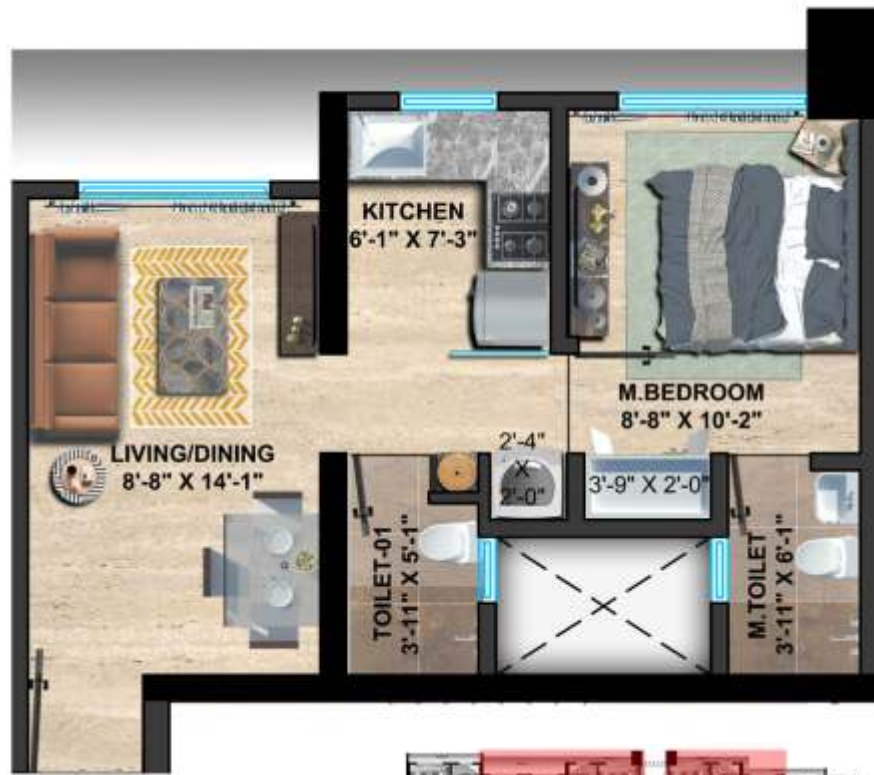 KITCHEN
6'-1" X 7'-3"
M.BEDROOM
8'-8" X 10'-2"
LIVING/DINING
8'-8" X 14'-1"
2'-4"
X
2'-0"
3'-9" X 2'-0"
TOILET-01
3'-11" X 5'-1"
M.TOILET
3'-11" X 6'-1"